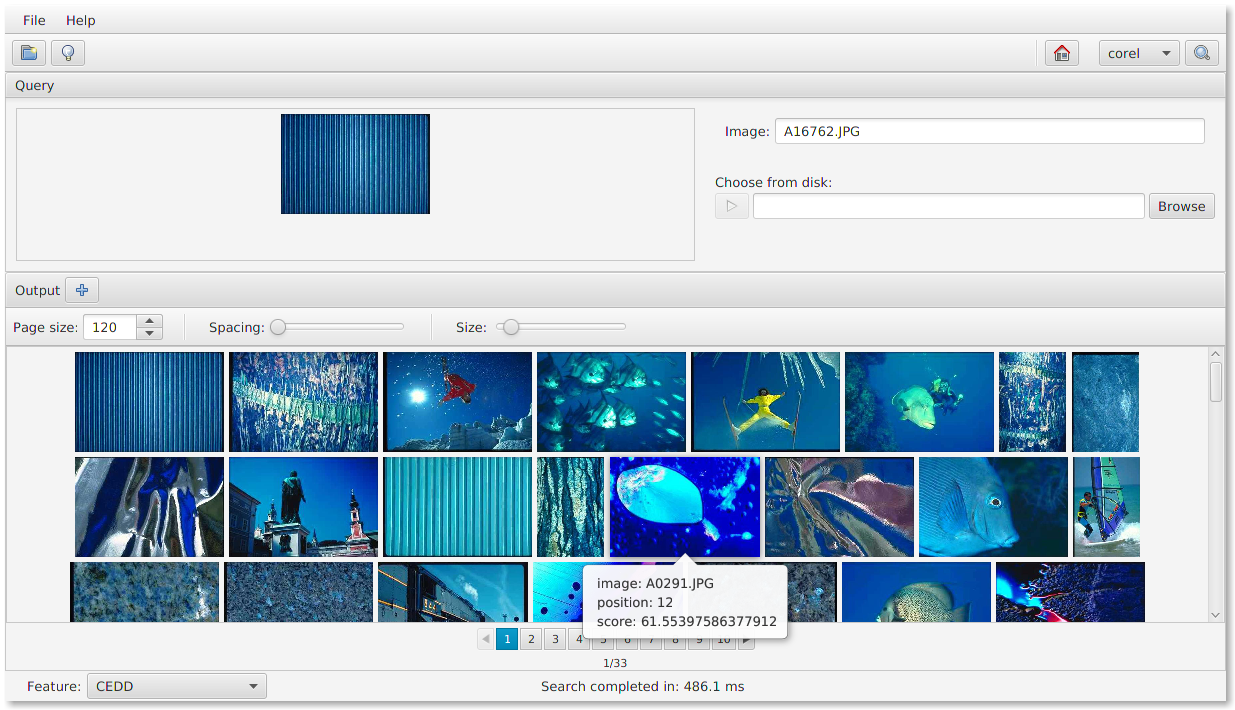 File Help
corel
Query
Image: A16762.JPG
Choose from disk:
Browse
Output
Page size: 120 Spacing: Size:
image: A0291.JPG
position: 12
score: 61.55397586377912
1 2 3 4 5 6 7 8 9 10
1/33
Feature: CEDD Search completed in: 486.1 ms